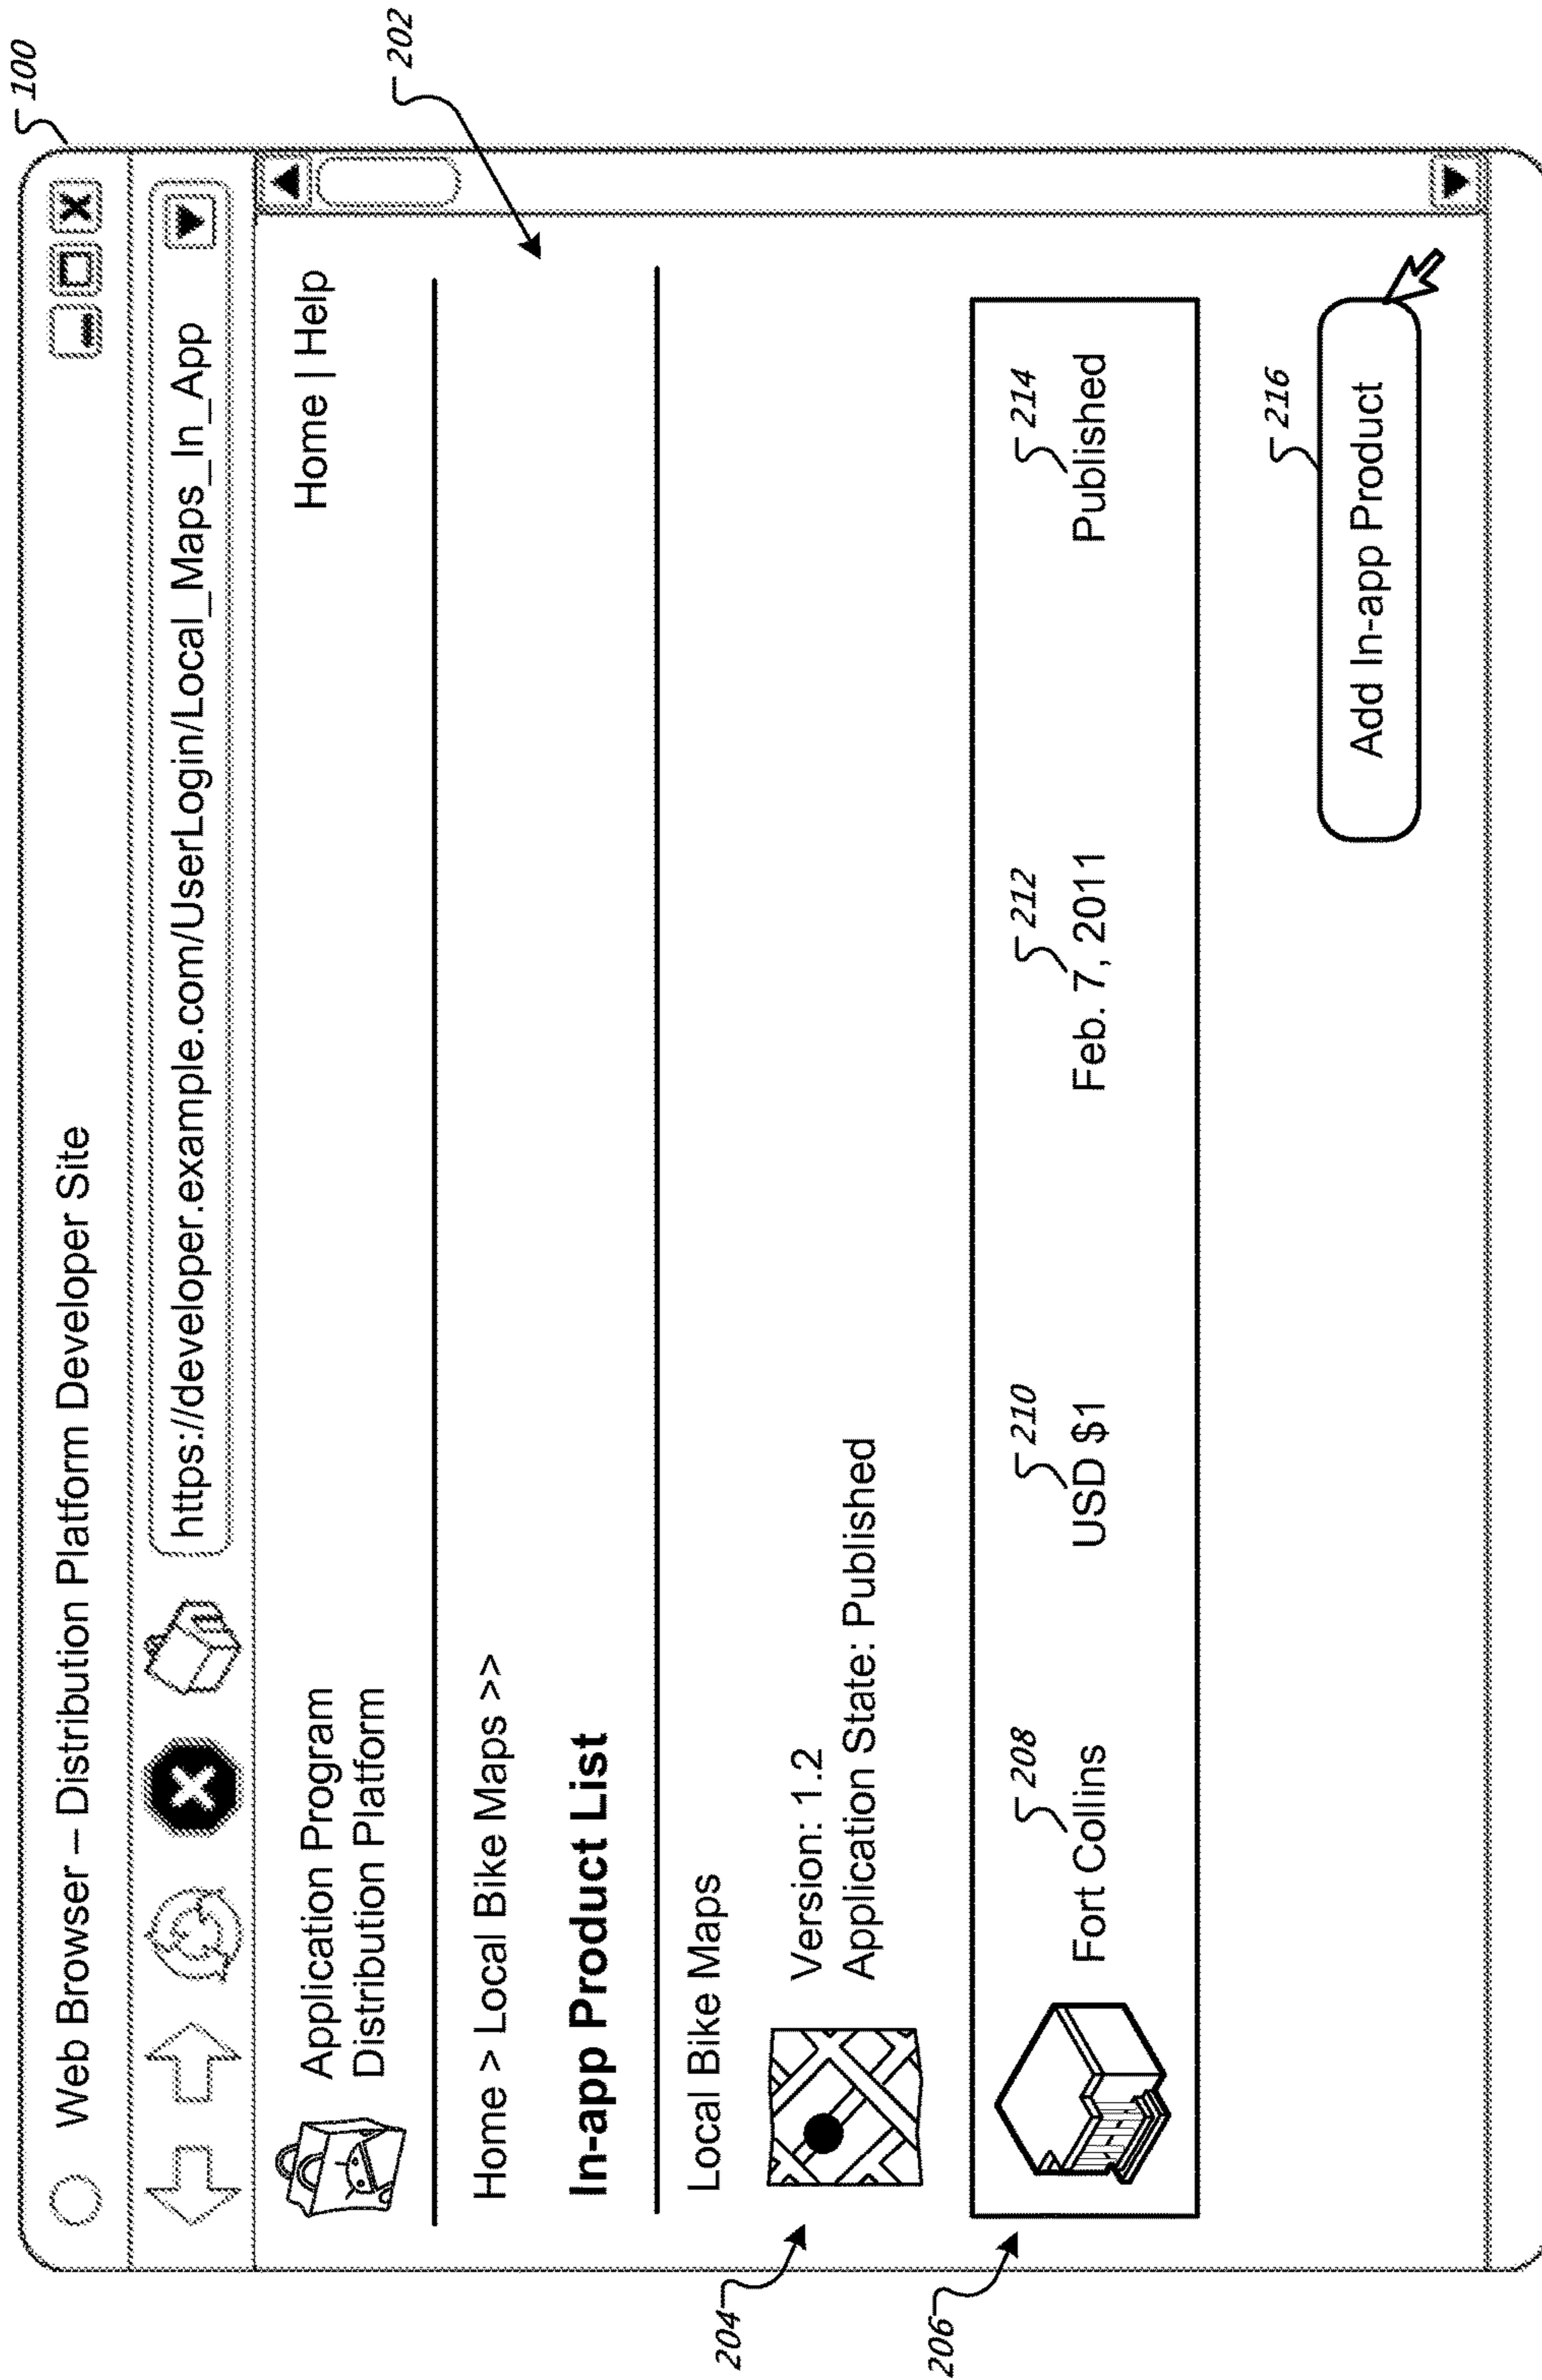 100
Web Browser – Distribution Platform Developer Site
https://developer.example.com/UserLogin/Local_Maps_In_App
Application Program
Distribution Platform
Home | Help
202
Home > Local Bike Maps >>
In-app Product List
Local Bike Maps
204
Version: 1.2
Application State: Published
206
208
210
212
214
Fort Collins
USD $1
Feb. 7, 2011
Published
216
Add In-app Product